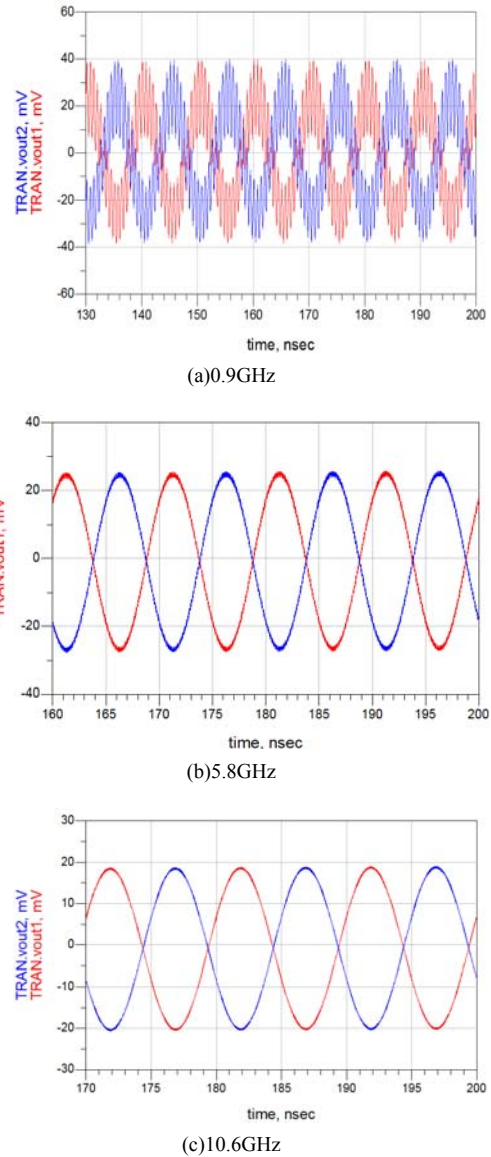 60
40
20
0
-20
-40
-60
TRAN.vout2, mV
TRAN.vout1, mV
130 140 150 160 170 180 190 200
time, nsec
(a)0.9GHz
40
20
0
-20
-40
TRAN.vout1, mV
160 165 170 175 180 185 190 195 200
time, nsec
(b)5.8GHz
30
20
10
0
-10
-20
-30
TRAN.vout2, mV
TRAN.vout1, mV
170 175 180 185 190 195 200
time, nsec
(c)10.6GHz